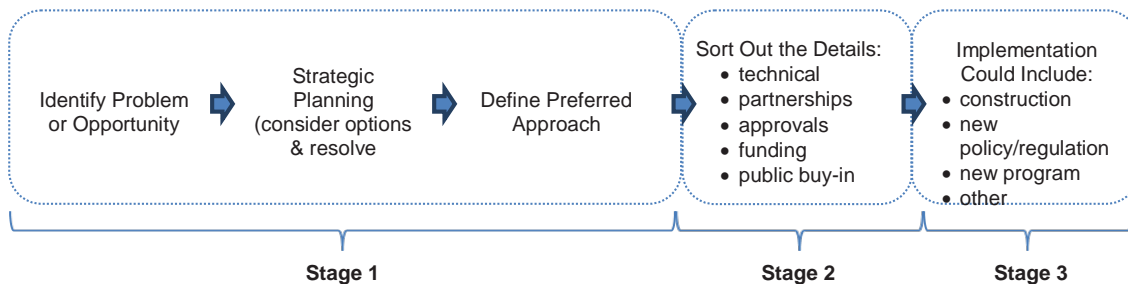 Identify Problem
or Opportunity
Strategic
Planning
(consider options
& resolve
Define Preferred
Approach
Sort Out the Details:
• technical
• partnerships
• approvals
• funding
• public buy-in
Implementation
Could Include:
• construction
• new
policy/regulation
• new program
• other
Stage 1
Stage 2
Stage 3